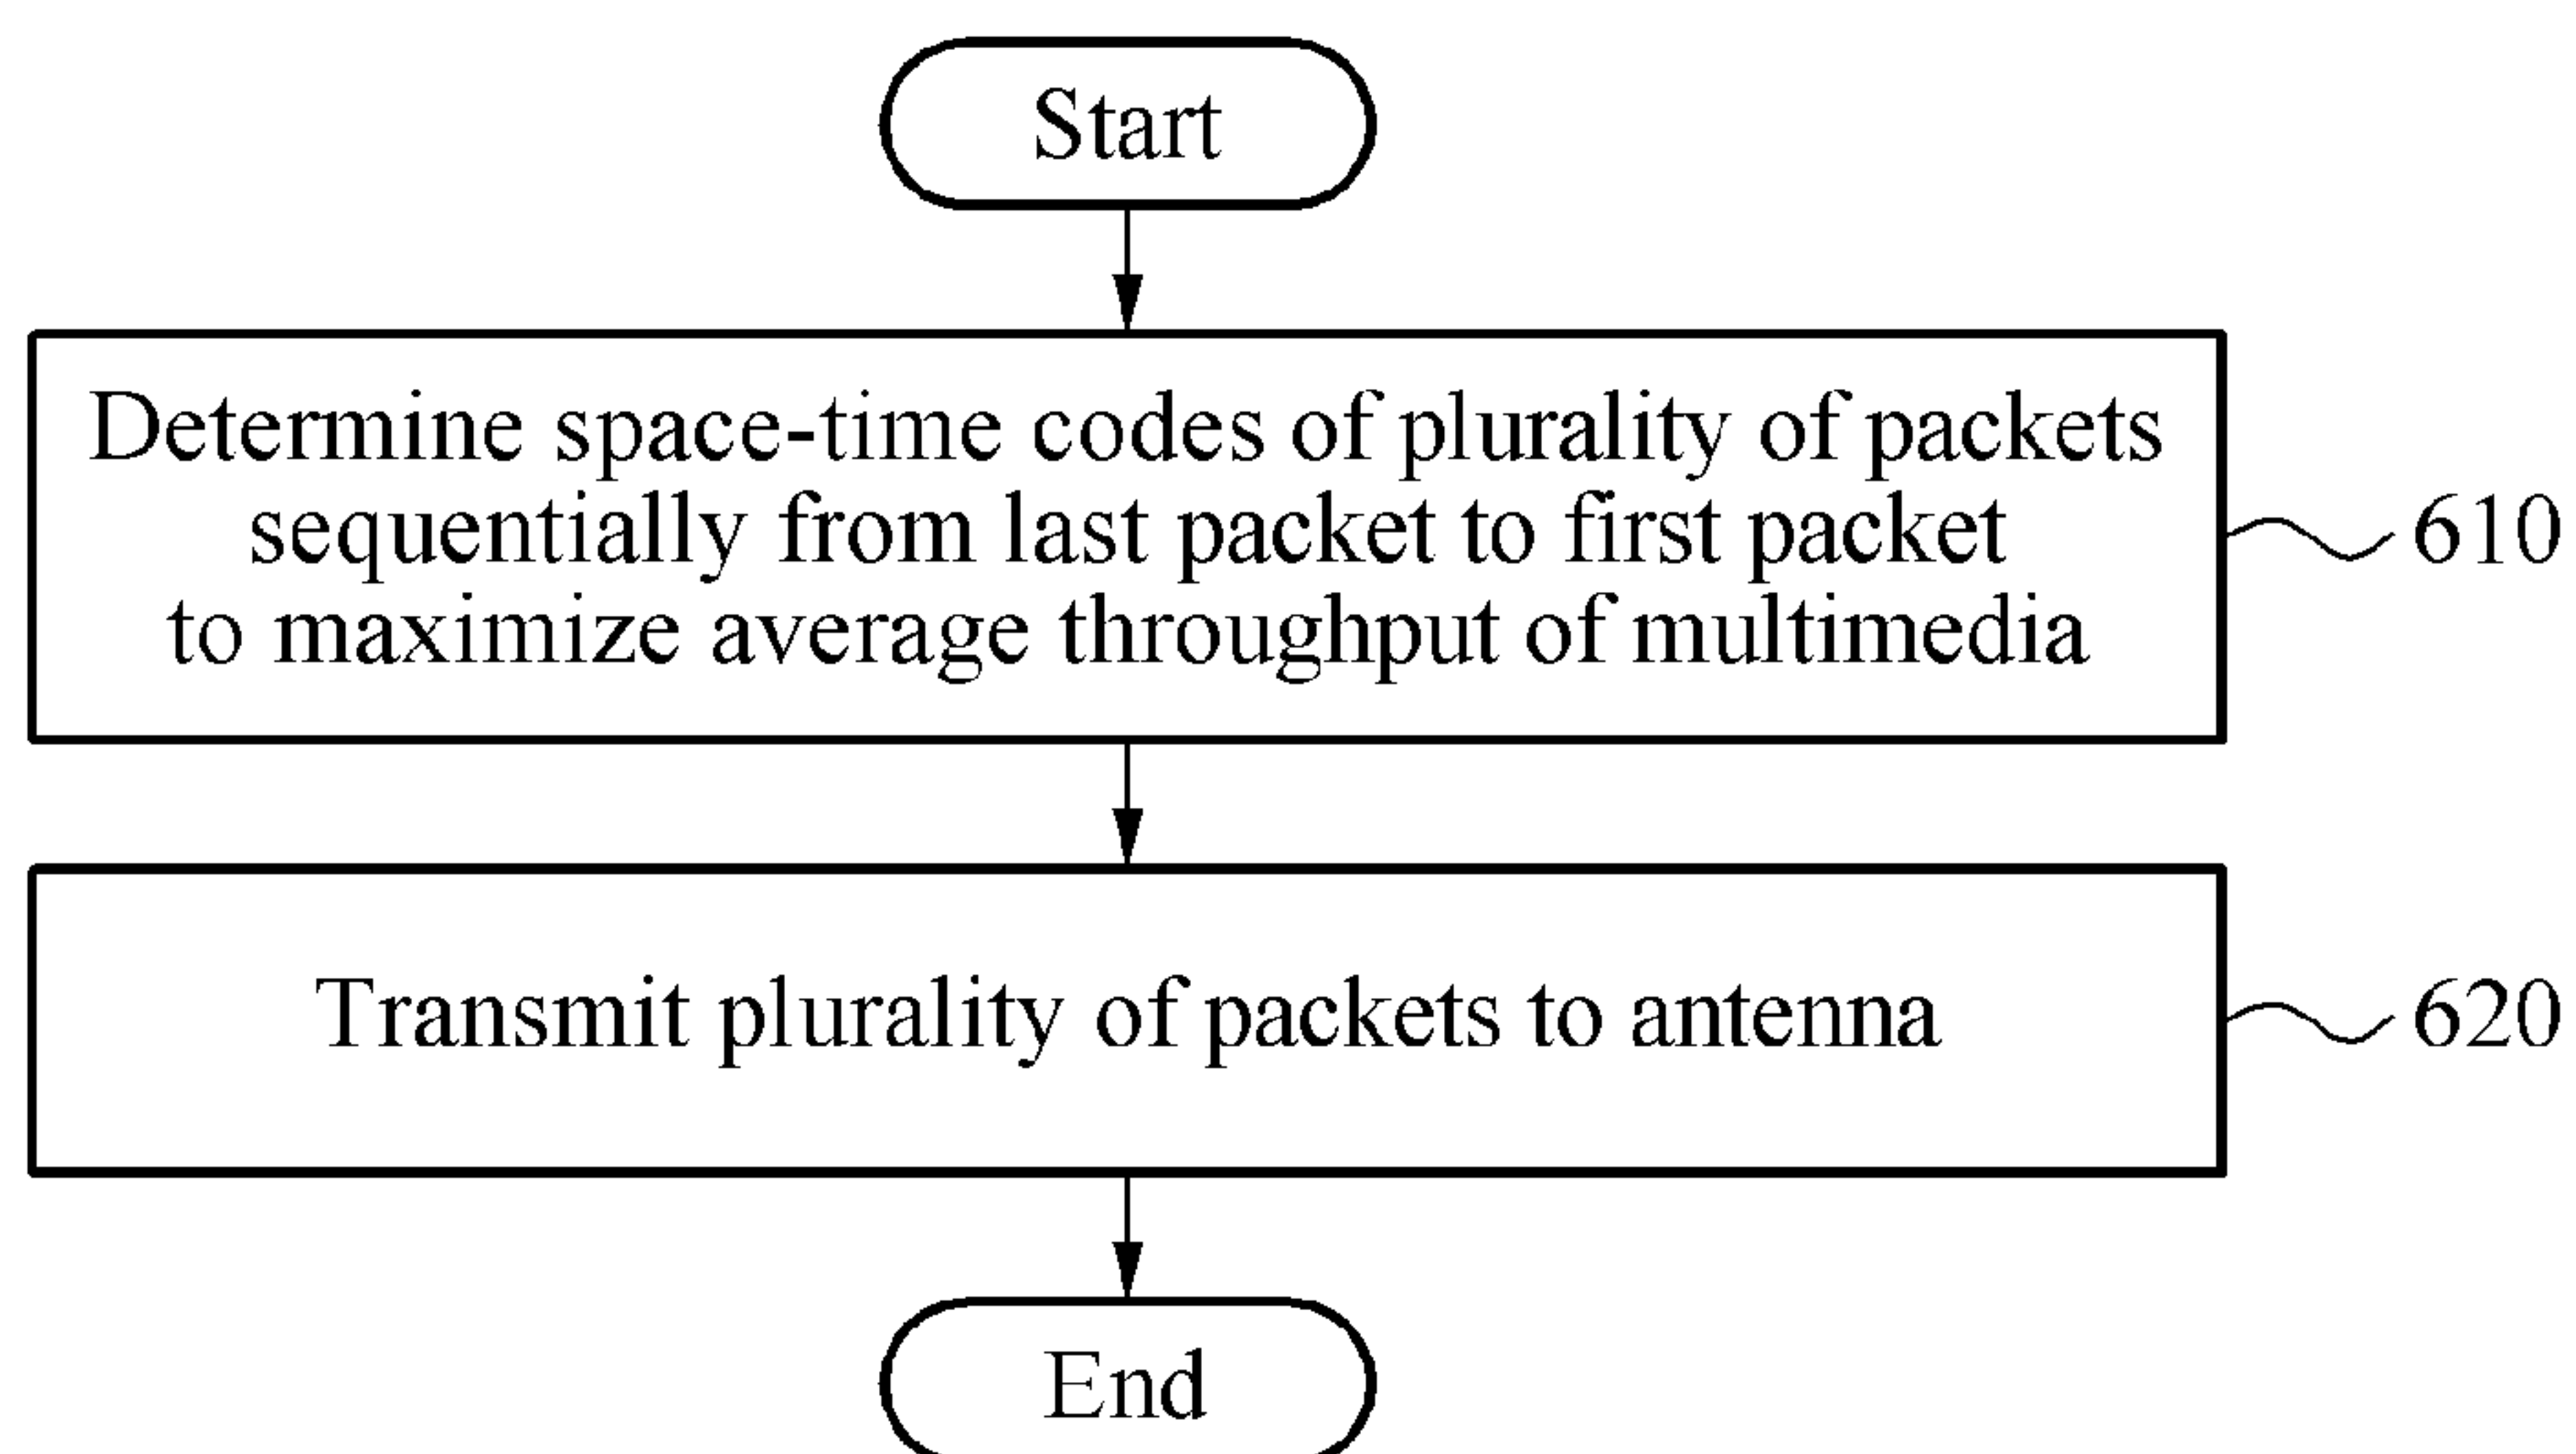 Start
Determine space-time codes of plurality of packets
sequentially from last packet to first packet
to maximize average throughput of multimedia
610
Transmit plurality of packets to antenna
620
End